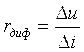 r_диф = Δu / Δi